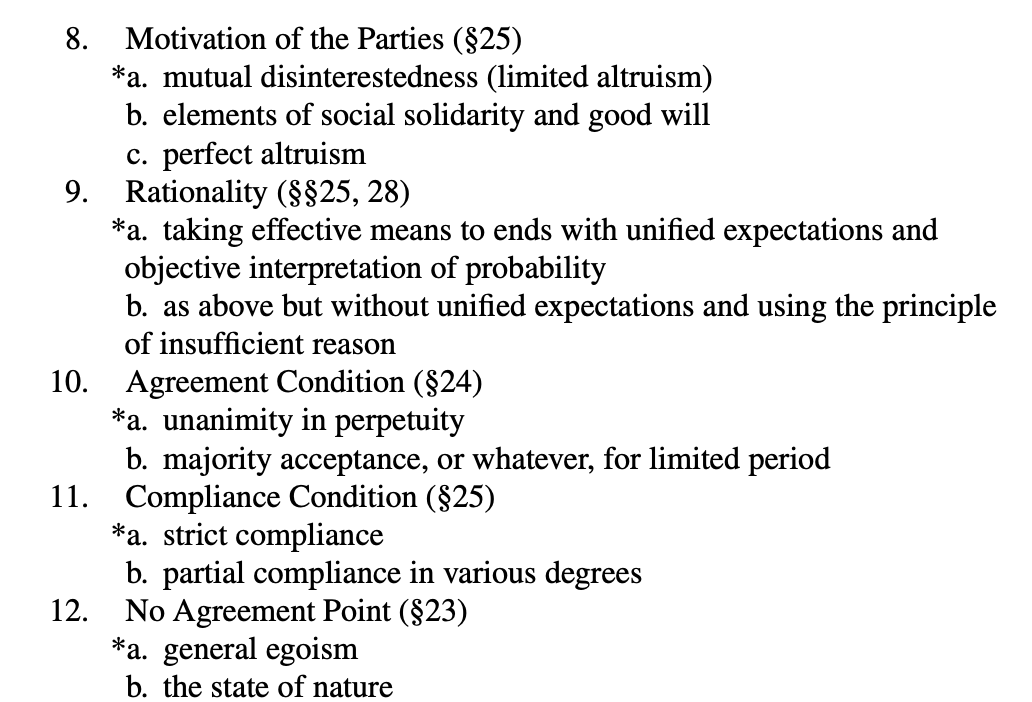 8. Motivation of the Parties (§25)
*a. mutual disinterestedness (limited altruism)
b. elements of social solidarity and good will
c. perfect altruism
9. Rationality (§§25, 28)
*a. taking effective means to ends with unified expectations and
objective interpretation of probability
b. as above but without unified expectations and using the principle
of insufficient reason
10. Agreement Condition (§24)
*a. unanimity in perpetuity
b. majority acceptance, or whatever, for limited period
11. Compliance Condition (§25)
*a. strict compliance
b. partial compliance in various degrees
12. No Agreement Point (§23)
*a. general egoism
b. the state of nature